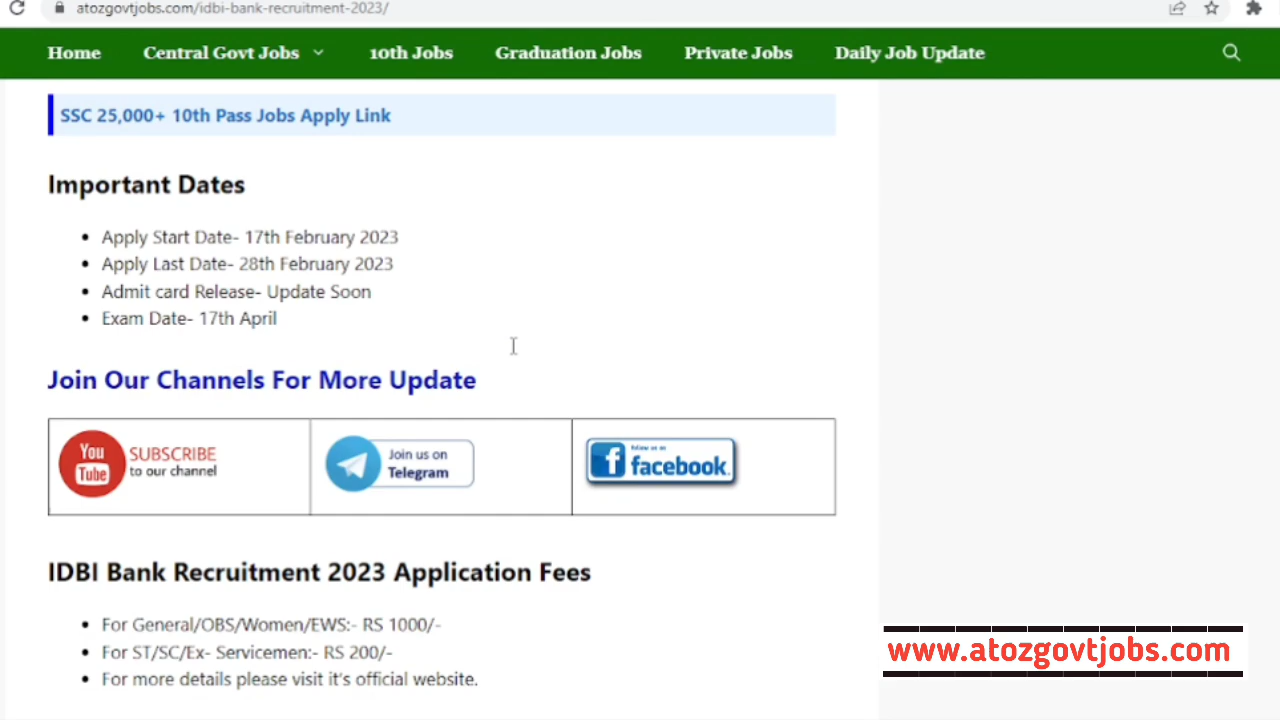 atozgovtjobs.com/idbi-bank-recruitment-2023/
Home Central Govt Jobs 10th Jobs Graduation Jobs Private Jobs Daily Job Update
SSC 25,000+ 10th Pass Jobs Apply Link
Important Dates
Apply Start Date- 17th February 2023
Apply Last Date- 28th February 2023
Admit card Release- Update Soon
Exam Date- 17th April
Join Our Channels For More Update
You Tube SUBSCRIBE to our channel
Join us on Telegram
Follow us on facebook.
IDBI Bank Recruitment 2023 Application Fees
For General/OBS/Women/EWS:- RS 1000/-
For ST/SC/Ex- Servicemen:- RS 200/-
For more details please visit it's official website.
www.atozgovtjobs.com